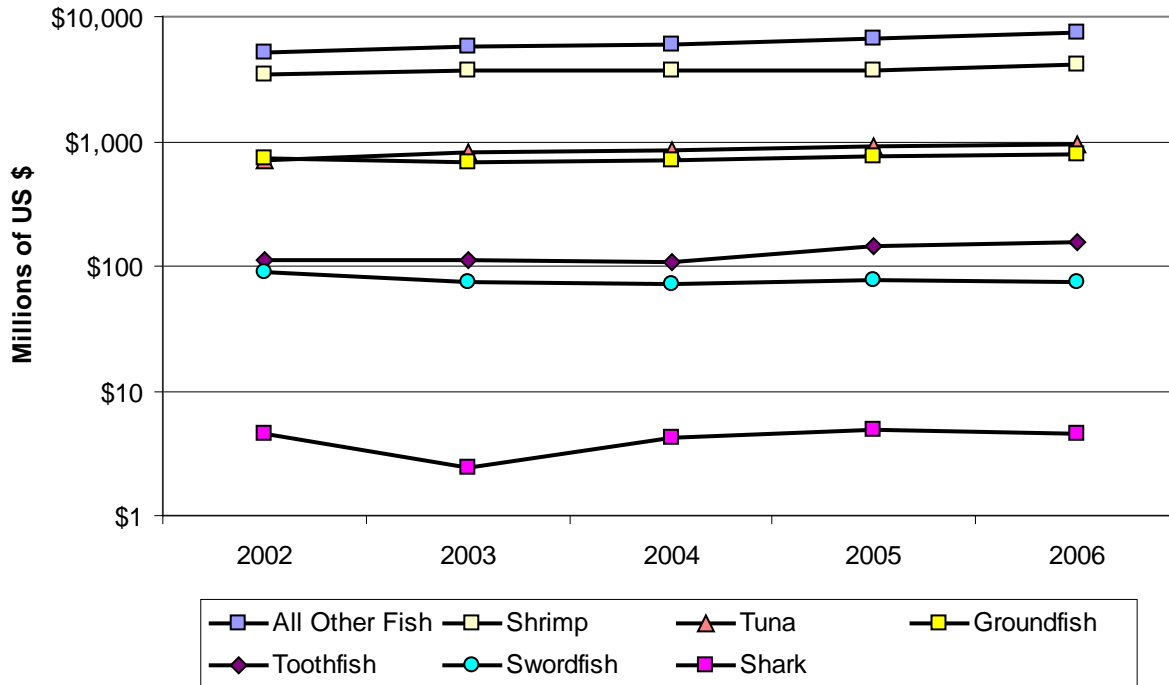 $10,000
$1,000
$100
$10
$1
Millions of US $
2002 2003 2004 2005 2006
All Other Fish Shrimp Tuna Groundfish
Toothfish Swordfish Shark